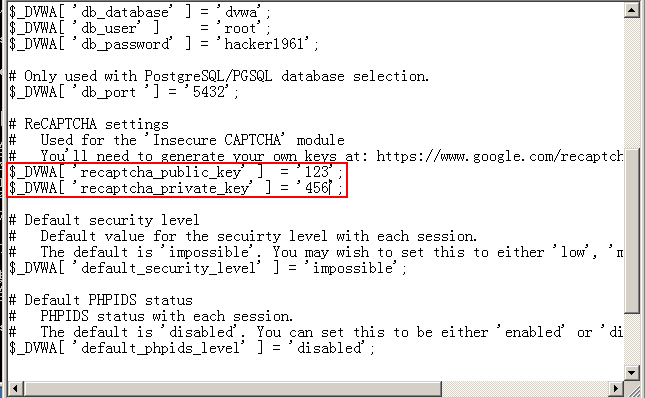 $_DVWA[ 'db_database' ] = 'dvwa';
$_DVWA[ 'db_user' ]     = 'root';
$_DVWA[ 'db_password' ] = 'hacker1961';
# Only used with PostgreSQL/PGSQL database selection.
$_DVWA[ 'db_port '] = '5432';
# ReCAPTCHA settings
#   Used for the 'Insecure CAPTCHA' module
#   You'll need to generate your own keys at: https://www.google.com/recaptch
$_DVWA[ 'recaptcha_public_key' ]  = '123';
$_DVWA[ 'recaptcha_private_key' ] = '456';
# Default security level
#   Default value for the secuirty level with each session.
#   The default is 'impossible'. You may wish to set this to either 'low', 'm
$_DVWA[ 'default_security_level' ] = 'impossible';
# Default PHPIDS status
#   PHPIDS status with each session.
#   The default is 'disabled'. You can set this to be either 'enabled' or 'di
$_DVWA[ 'default_phpids_level' ] = 'disabled';